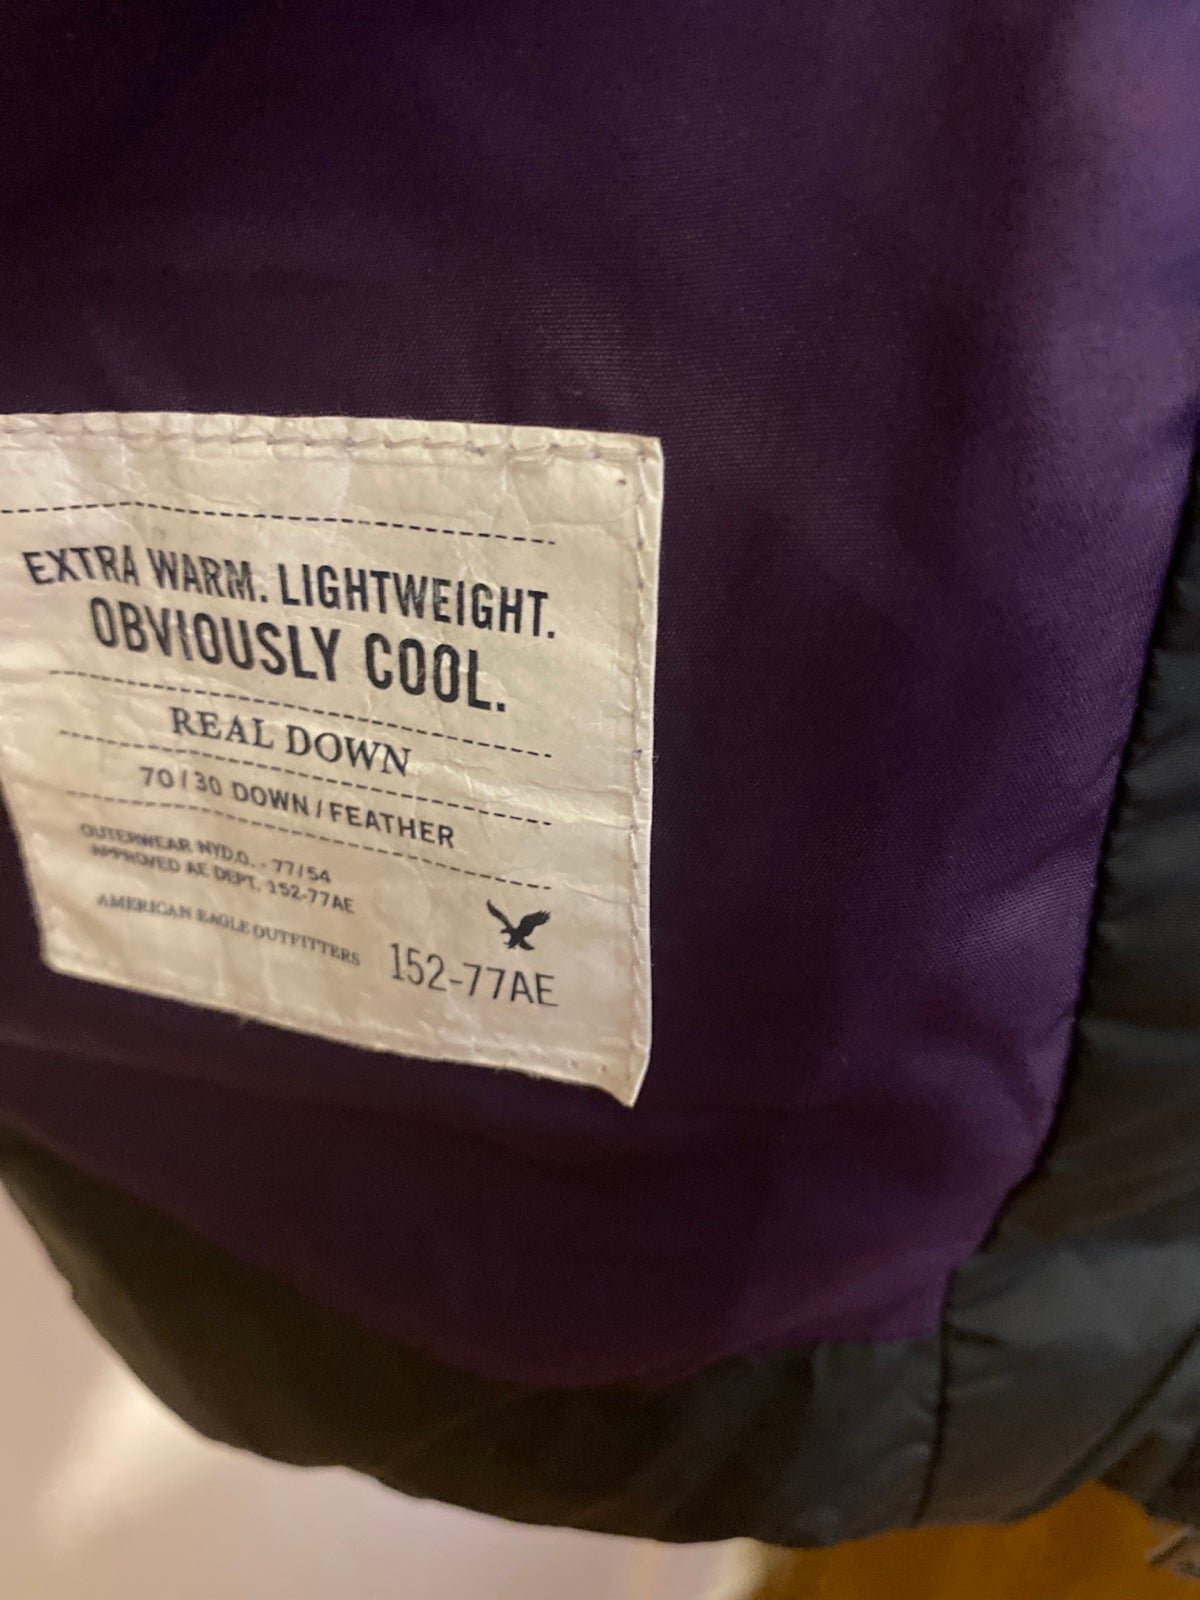 EXTRA WARM. LIGHTWEIGHT.
OBVIOUSLY COOL.
REAL DOWN
70/30 DOWN/FEATHER
OUTERWEAR NYD.D. - 77/54
APPROVED AE DEPT. 152-77AE
AMERICAN EAGLE OUTFITTERS
152-77AE